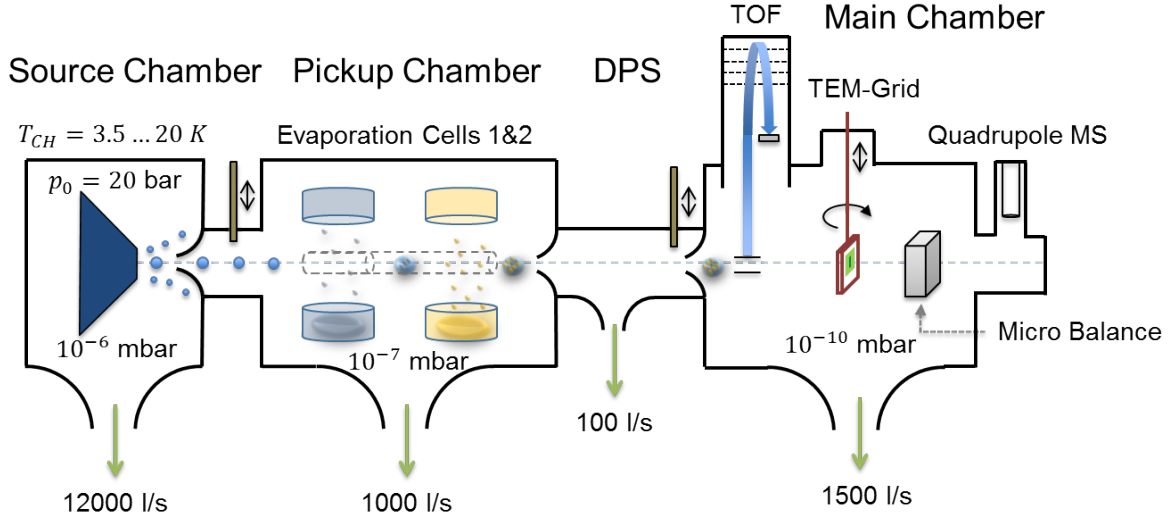 TOF
Main Chamber
Source Chamber
Pickup Chamber
DPS
TEM-Grid
T_CH = 3.5 … 20 K
Evaporation Cells 1&2
Quadrupole MS
p_0 = 20 bar
Micro Balance
10^{-6} mbar
10^{-7} mbar
10^{-10} mbar
100 l/s
12000 l/s
1000 l/s
1500 l/s